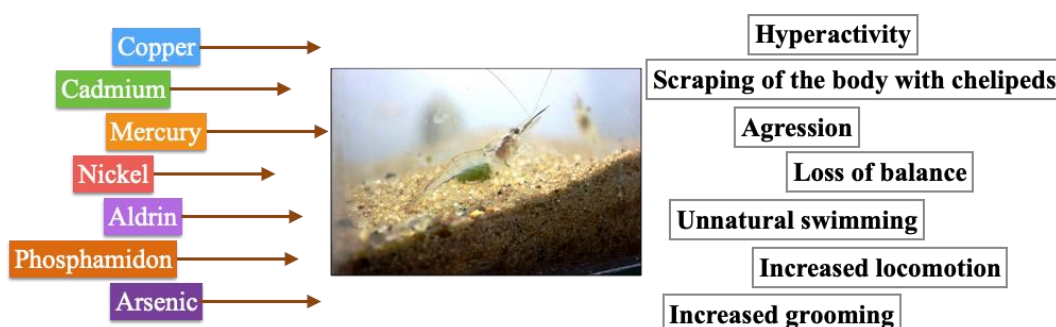 Copper
Cadmium
Mercury
Nickel
Aldrin
Phosphamidon
Arsenic
Hyperactivity
Scraping of the body with chelipeds
Agression
Loss of balance
Unnatural swimming
Increased locomotion
Increased grooming